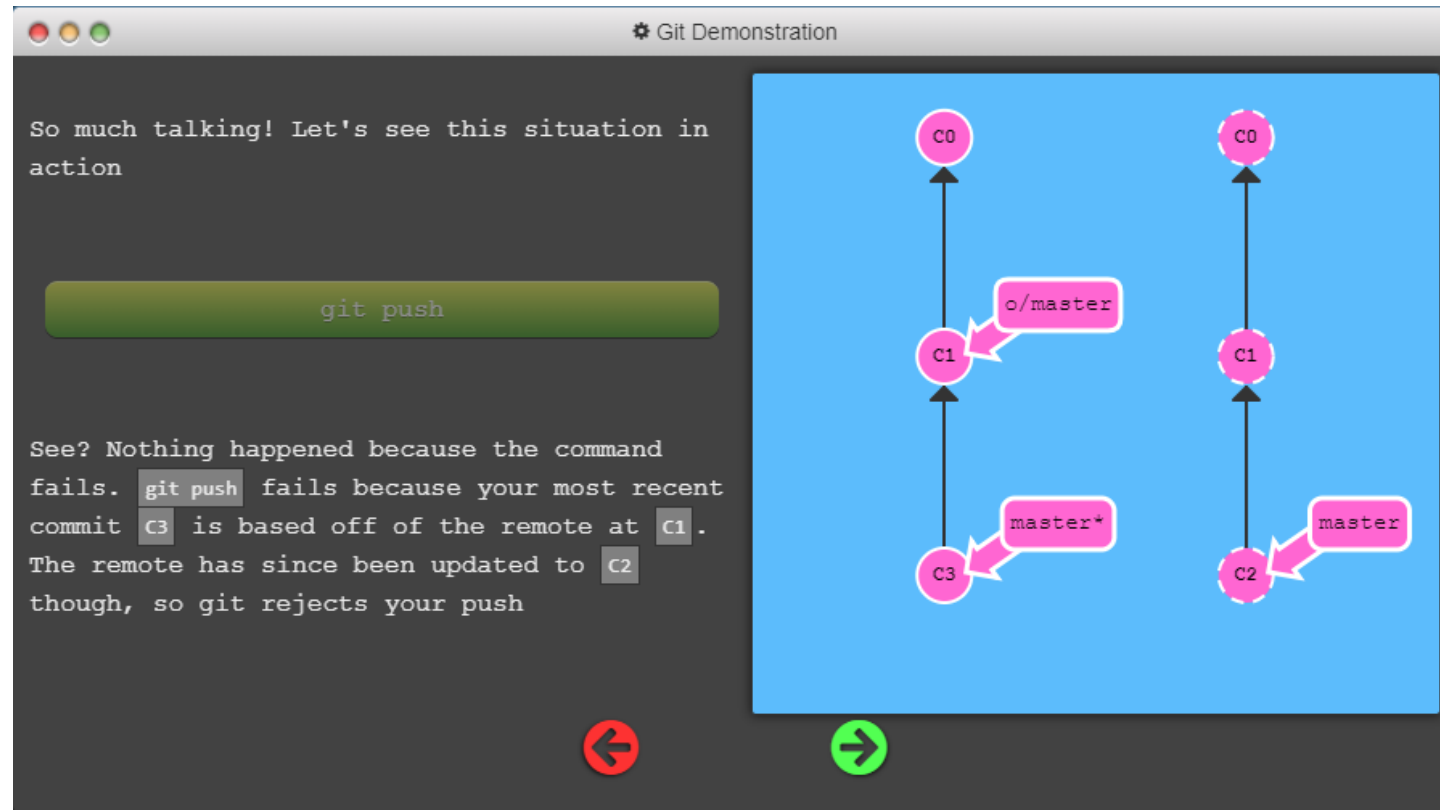 Git Demonstration
So much talking! Let's see this situation in
action
git push
See? Nothing happened because the command
fails. git push fails because your most recent
commit C3 is based off of the remote at C1.
The remote has since been updated to C2
though, so git rejects your push
C0
C0
o/master
C1
C1
master*
master
C3
C2